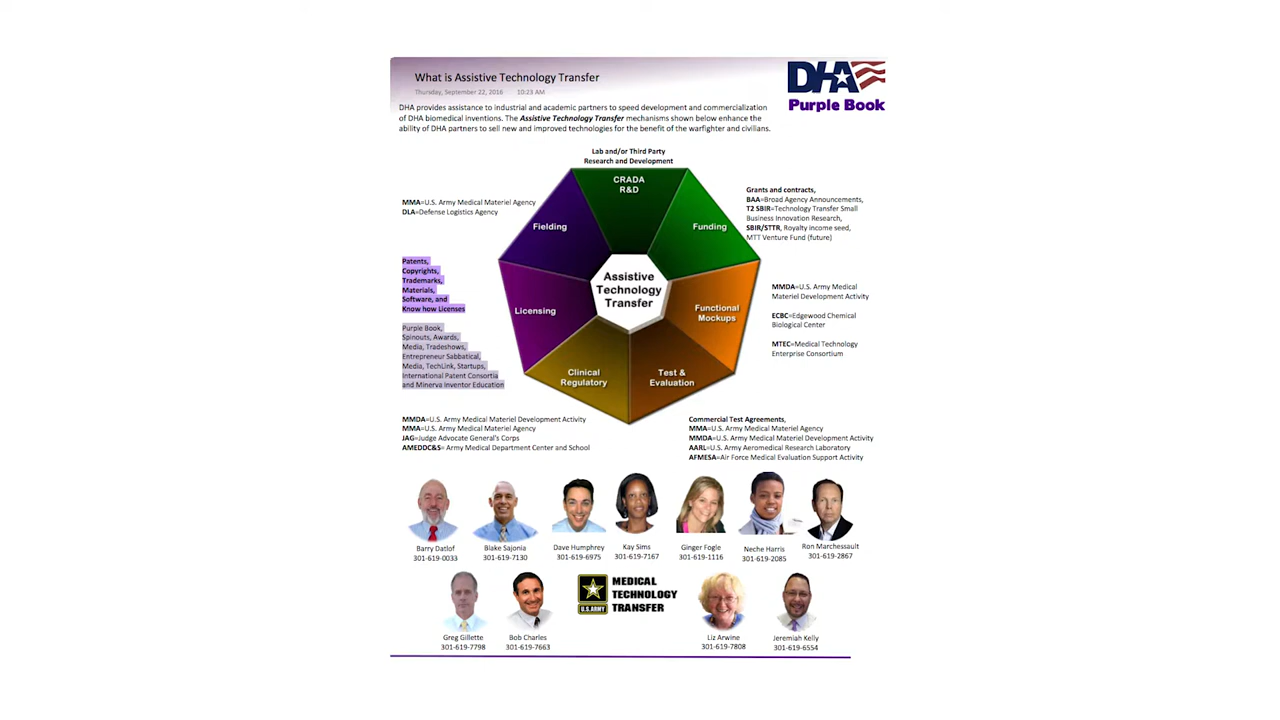 What is Assistive Technology Transfer
Thursday, September 22, 2016 10:23 AM
DHA
Purple Book
DHA provides assistance to industrial and academic partners to speed development and commercialization
of DHA biomedical inventions. The Assistive Technology Transfer mechanisms shown below enhance the
ability of DHA partners to sell new and improved technologies for the benefit of the warfighter and civilians.
Lab and/or Third Party
Research and Development
CRADA
R&D
Funding
Functional
Mockups
Test &
Evaluation
Clinical
Regulatory
Licensing
Fielding
Assistive
Technology
Transfer
MMA=U.S. Army Medical Materiel Agency
DLA=Defense Logistics Agency
Grants and contracts,
BAA=Broad Agency Announcements,
T2 SBIR=Technology Transfer Small
Business Innovation Research,
SBIR/STTR, Royalty income seed,
MTT Venture Fund (future)
Patents,
Copyrights,
Trademarks,
Materials,
Software, and
Know how Licenses
Purple Book,
Spinouts, Awards,
Media, Tradeshows,
Entrepreneur Sabbatical,
Media, TechLink, Startups,
International Patent Consortia
and Minerva Inventor Education
MMDA=U.S. Army Medical
Materiel Development Activity
ECBC=Edgewood Chemical
Biological Center
MTEC=Medical Technology
Enterprise Consortium
MMDA=U.S. Army Medical Materiel Development Activity
MMA=U.S. Army Medical Materiel Agency
JAG=Judge Advocate General's Corps
AMEDDC&S= Army Medical Department Center and School
Commercial Test Agreements,
MMA=U.S. Army Medical Materiel Agency
MMDA=U.S. Army Medical Materiel Development Activity
AARL=U.S. Army Aeromedical Research Laboratory
AFMESA=Air Force Medical Evaluation Support Activity
Barry Datlof
301-619-0033
Blake Sajonia
301-619-7130
Dave Humphrey
301-619-6975
Kay Sims
301-619-7167
Ginger Fogle
301-619-1116
Neche Harris
301-619-2085
Ron Marchessault
301-619-2867
Greg Gillette
301-619-7798
Bob Charles
301-619-7663
U.S.ARMY
MEDICAL
TECHNOLOGY
TRANSFER
Liz Arwine
301-619-7808
Jeremiah Kelly
301-619-6554